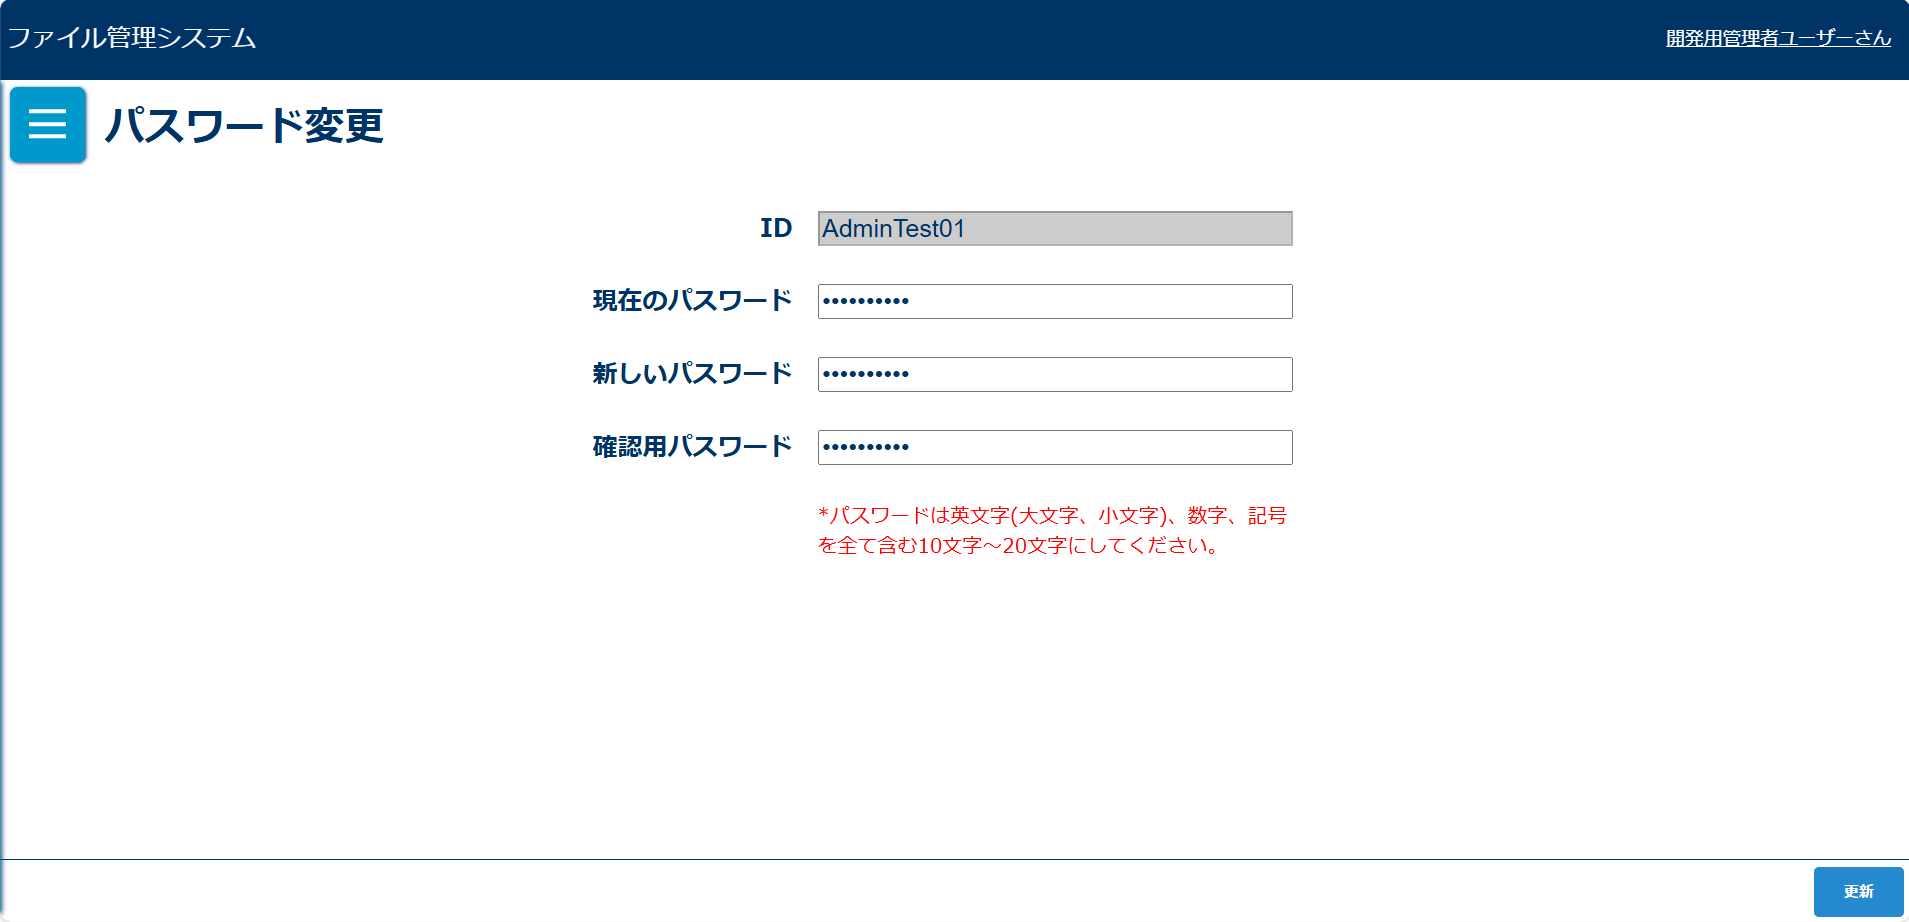 ファイル管理システム
開発用管理者ユーザーさん
パスワード変更
ID
AdminTest01
現在のパスワード
••••••••••
新しいパスワード
••••••••••
確認用パスワード
••••••••••
*パスワードは英文字(大文字、小文字)、数字、記号
を全て含む10文字～20文字にしてください。
更新